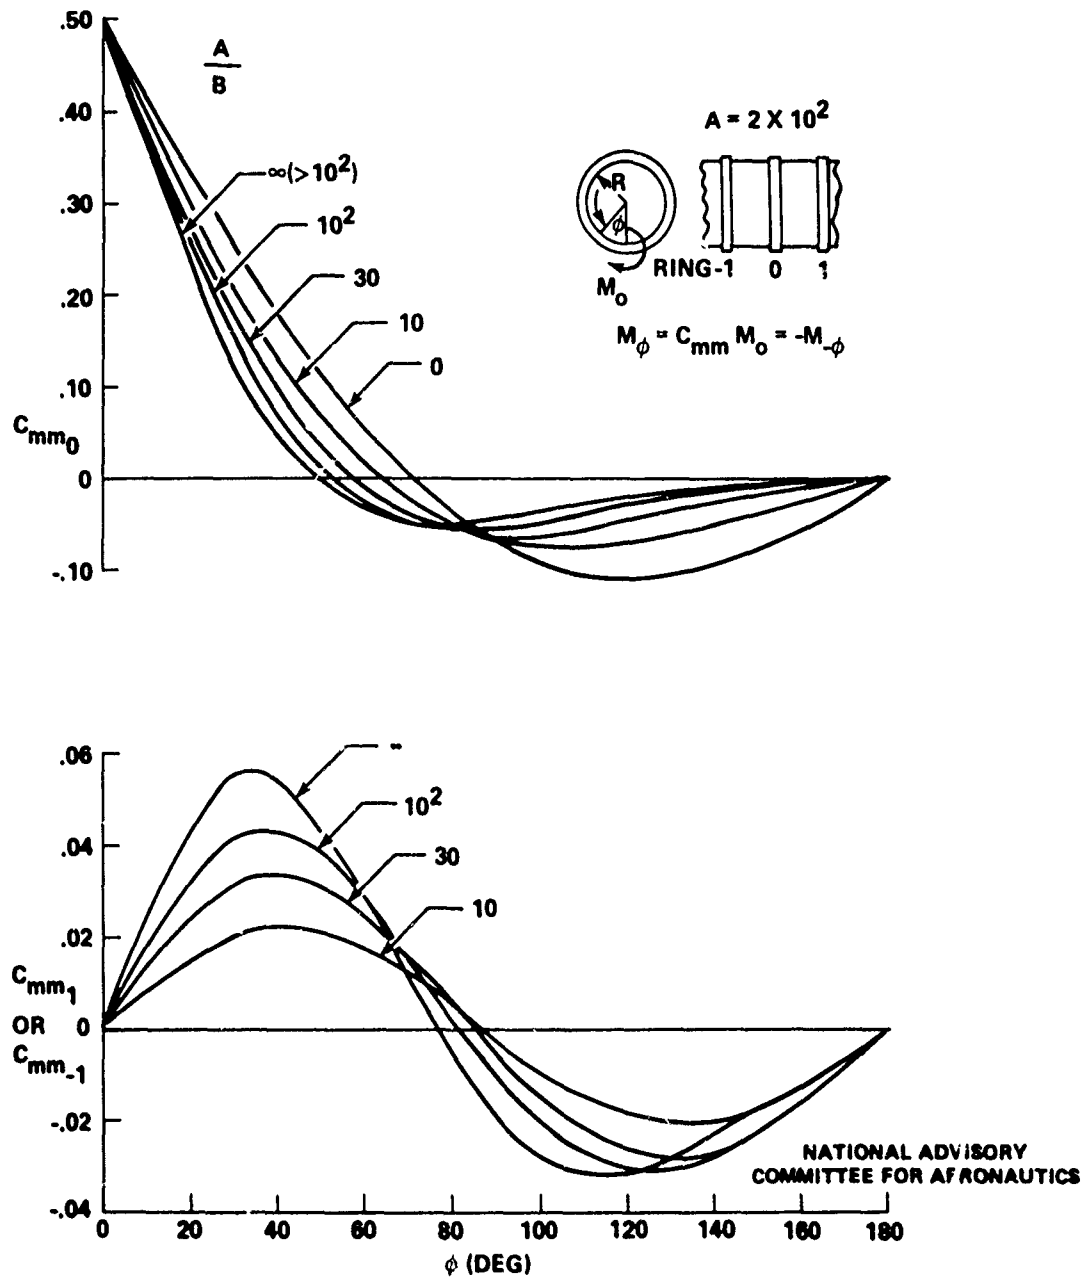 .50
A
B
.40
A = 2 X 10²
∞(>10²)
R
.30
10²
ϕ
RING-1 0 1
30
M₀
.20
10
M_ϕ = C_mm M₀ = -M_-ϕ
0
.10
C_mm₀
0
-.10
.06
∞
10²
.04
30
10
.02
C_mm₁
OR 0
C_mm₋₁
-.02
NATIONAL ADVISORY
COMMITTEE FOR AFRONAUTICS
-.04
0 20 40 60 80 100 120 140 160 180
ϕ (DEG)